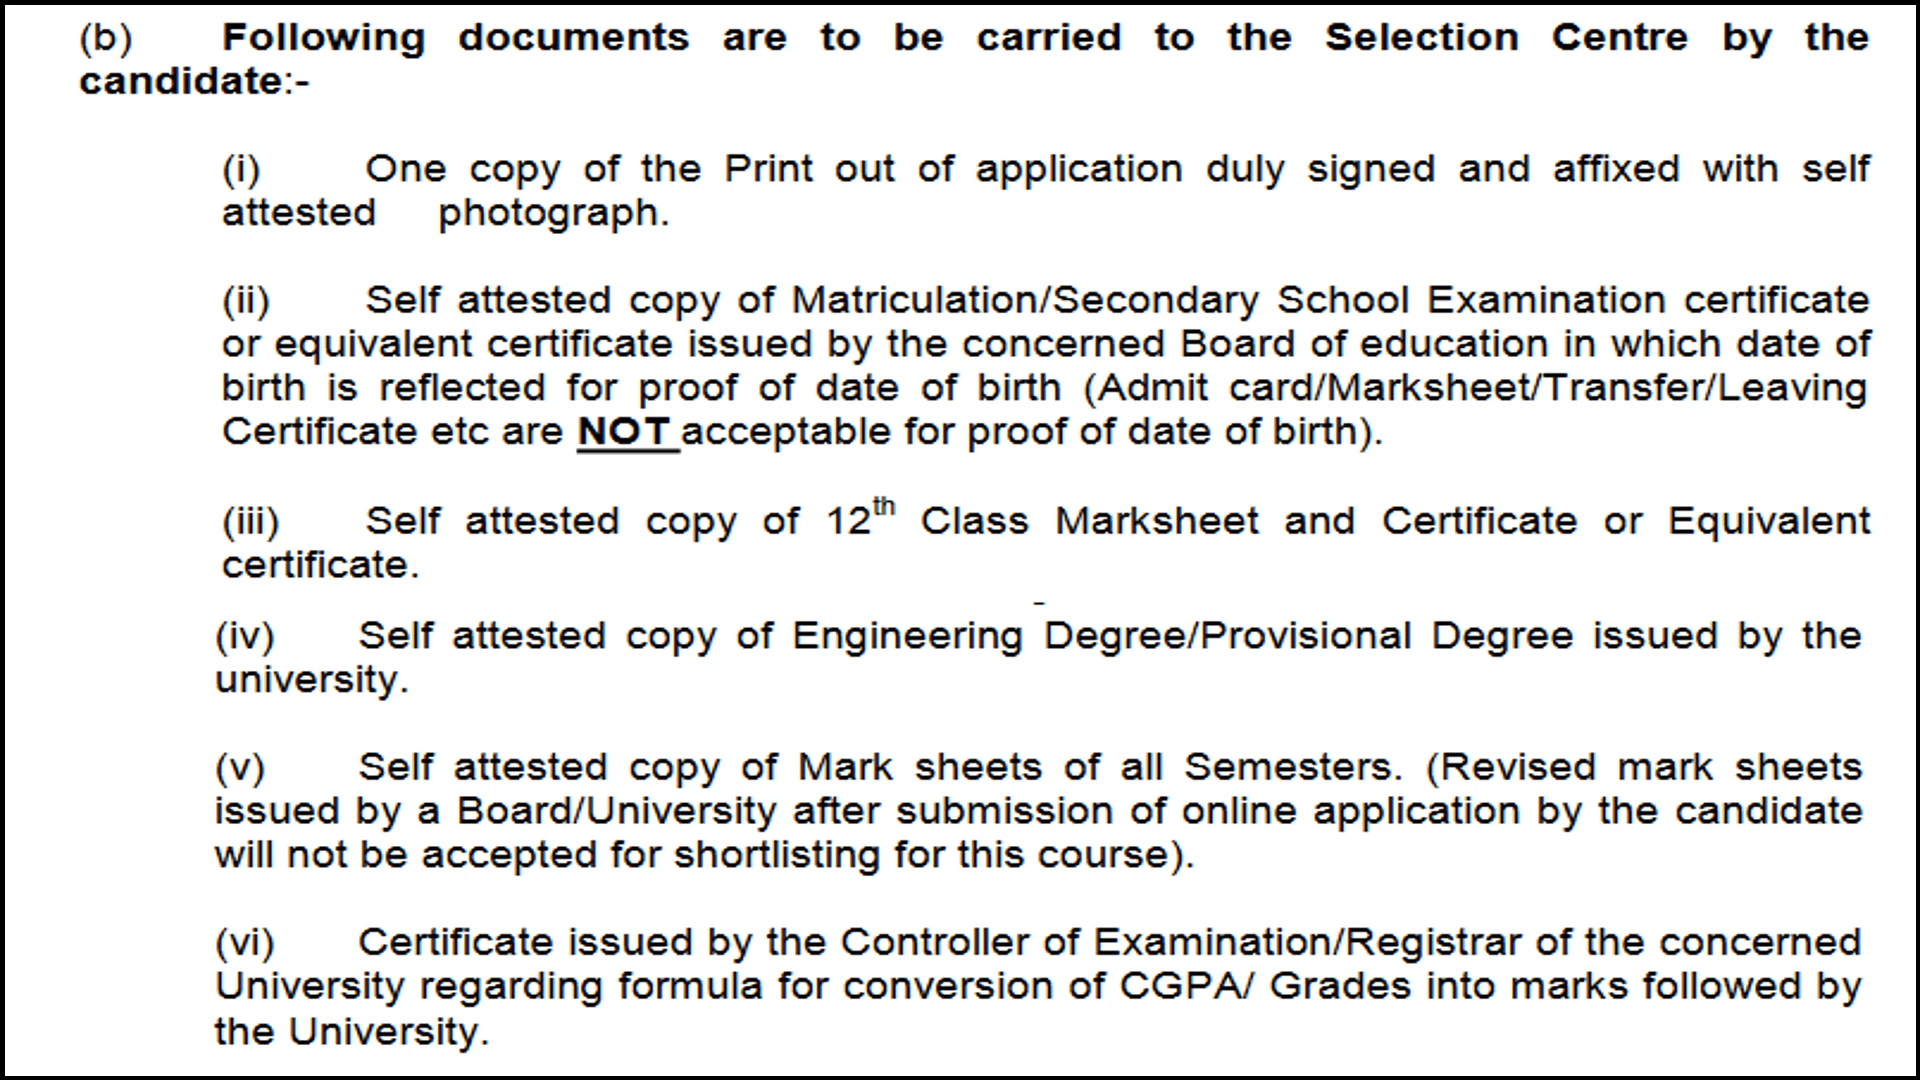 (b) Following documents are to be carried to the Selection Centre by the
candidate:-
(i) One copy of the Print out of application duly signed and affixed with self
attested photograph.
(ii) Self attested copy of Matriculation/Secondary School Examination certificate
or equivalent certificate issued by the concerned Board of education in which date of
birth is reflected for proof of date of birth (Admit card/Marksheet/Transfer/Leaving
Certificate etc are NOT acceptable for proof of date of birth).
(iii) Self attested copy of 12th Class Marksheet and Certificate or Equivalent
certificate.
(iv) Self attested copy of Engineering Degree/Provisional Degree issued by the
university.
(v) Self attested copy of Mark sheets of all Semesters. (Revised mark sheets
issued by a Board/University after submission of online application by the candidate
will not be accepted for shortlisting for this course).
(vi) Certificate issued by the Controller of Examination/Registrar of the concerned
University regarding formula for conversion of CGPA/ Grades into marks followed by
the University.